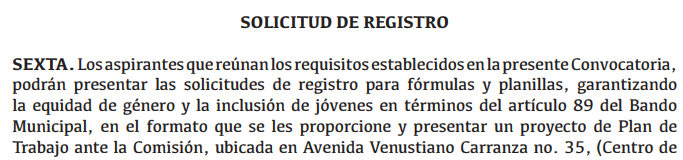 SOLICITUD DE REGISTRO
SEXTA. Los aspirantes que reúnan los requisitos establecidos en la presente Convocatoria,
podrán presentar las solicitudes de registro para fórmulas y planillas, garantizando
la equidad de género y la inclusión de jóvenes en términos del artículo 89 del Bando
Municipal, en el formato que se les proporcione y presentar un proyecto de Plan de
Trabajo ante la Comisión, ubicada en Avenida Venustiano Carranza no. 35, (Centro de